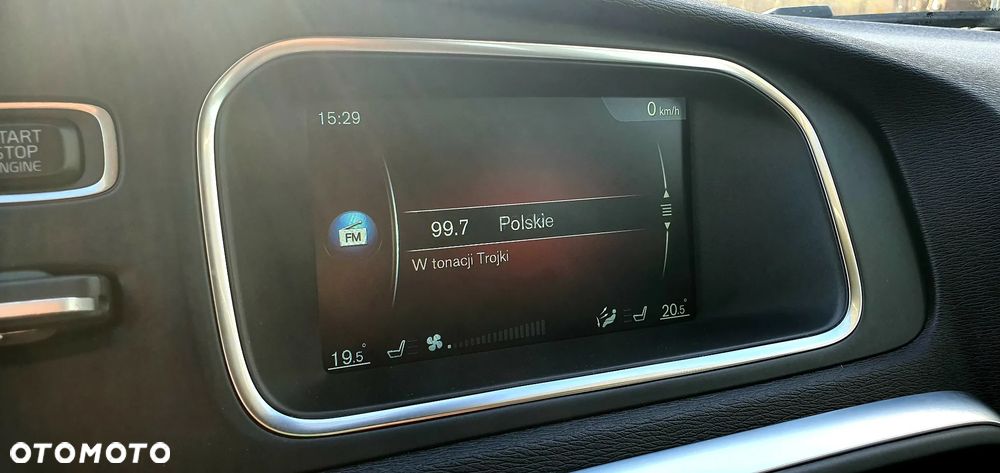 15:29
0 km/h
START
STOP
ENGINE
99.7 Polskie
FM
W tonacji Trojki
19.5°
20.5°
OTOMOTO